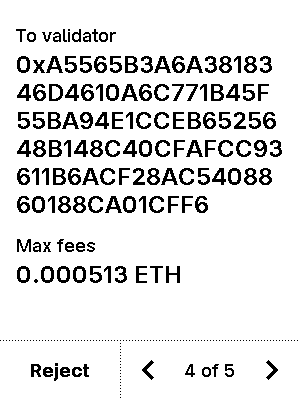 To validator
0xA5565B3A6A38183
46D4610A6C771B45F
55BA94E1CCEB65256
48B148C40CFAFCC93
611B6ACF28AC54088
60188CA01CFF6
Max fees
0.000513 ETH
Reject
4 of 5